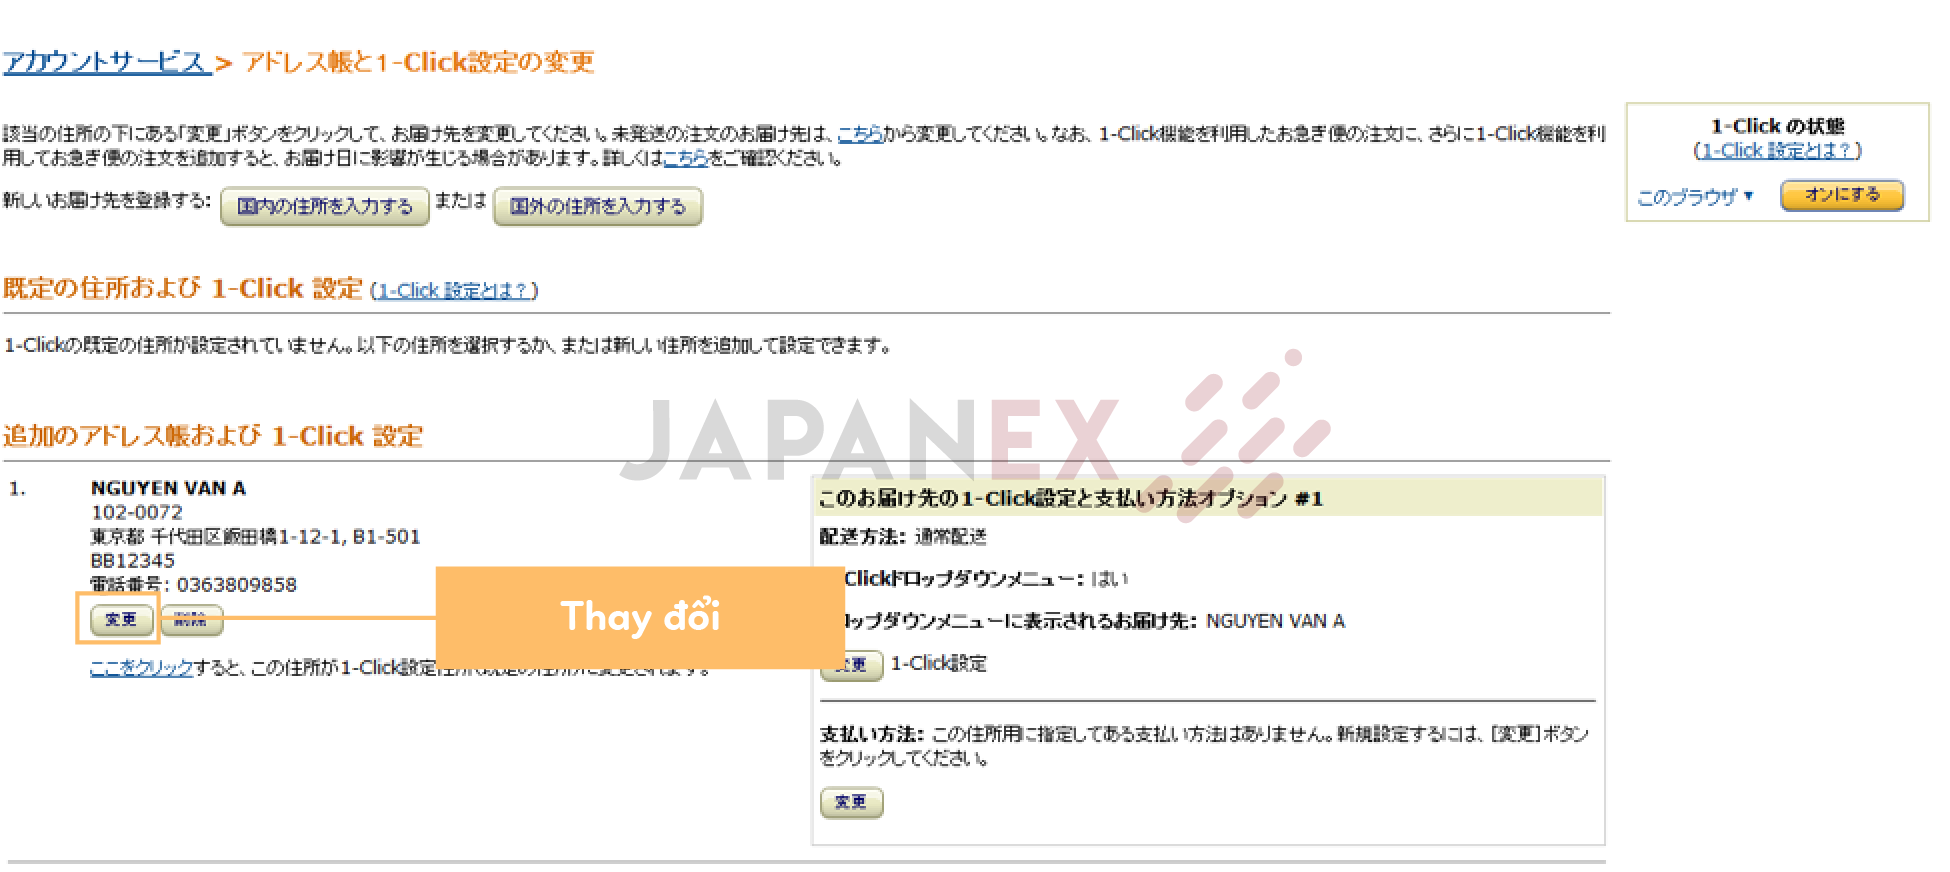 アカウントサービス > アドレス帳と1-Click設定の変更
該当の住所の下にある「変更」ボタンをクリックして、お届け先を変更してください。未発送の注文のお届け先は、こちらから変更してください。なお、1-Click機能を利用したお急ぎ便の注文に、さらに1-Click機能を利
用してお急ぎ便の注文を追加すると、お届け日に影響が生じる場合があります。詳しくはこちらをご確認ください。
新しいお届け先を登録する: 国内の住所を入力する または 国外の住所を入力する
1-Click の状態
(1-Click 設定とは?)
このブラウザ ▼ オンにする
既定の住所および 1-Click 設定 (1-Click 設定とは?)
1-Clickの既定の住所が設定されていません。以下の住所を選択するか、または新しい住所を追加して設定できます。
JAPANEX
追加のアドレス帳および 1-Click 設定
1. NGUYEN VAN A
102-0072
東京都 千代田区飯田橋1-12-1, B1-501
BB12345
電話番号: 0363809858
変更 削除
Thay đổi
ここをクリックすると、この住所が1-Click設定
このお届け先の1-Click設定と支払い方法オプション #1
配送方法: 通常配送
Clickドロップダウンメニュー: はい
ップダウンメニューに表示されるお届け先: NGUYEN VAN A
変更 1-Click設定
支払い方法: この住所用に指定してある支払い方法はありません。新規設定するには、[変更]ボタン
をクリックしてください。
変更